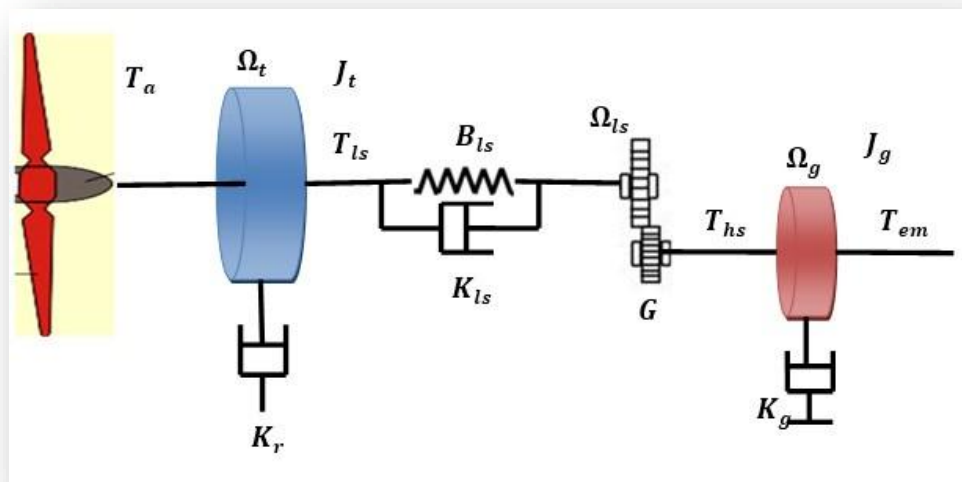 T_a
Ω_t
J_t
T_ls
B_ls
K_ls
Ω_ls
G
T_hs
Ω_g
J_g
T_em
K_r
K_g